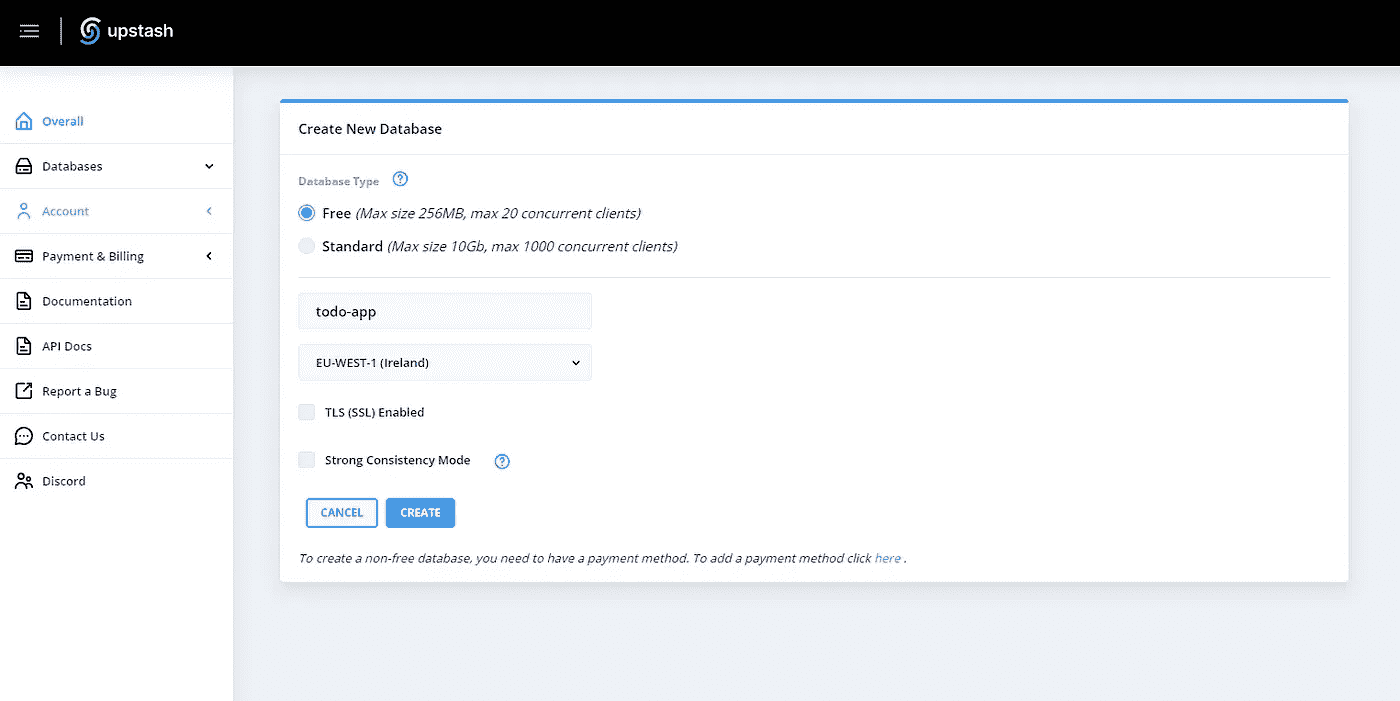 upstash
Overall
Databases
Account
Payment & Billing
Documentation
API Docs
Report a Bug
Contact Us
Discord
Create New Database
Database Type
Free (Max size 256MB, max 20 concurrent clients)
Standard (Max size 10Gb, max 1000 concurrent clients)
todo-app
EU-WEST-1 (Ireland)
TLS (SSL) Enabled
Strong Consistency Mode
CANCEL CREATE
To create a non-free database, you need to have a payment method. To add a payment method click here .